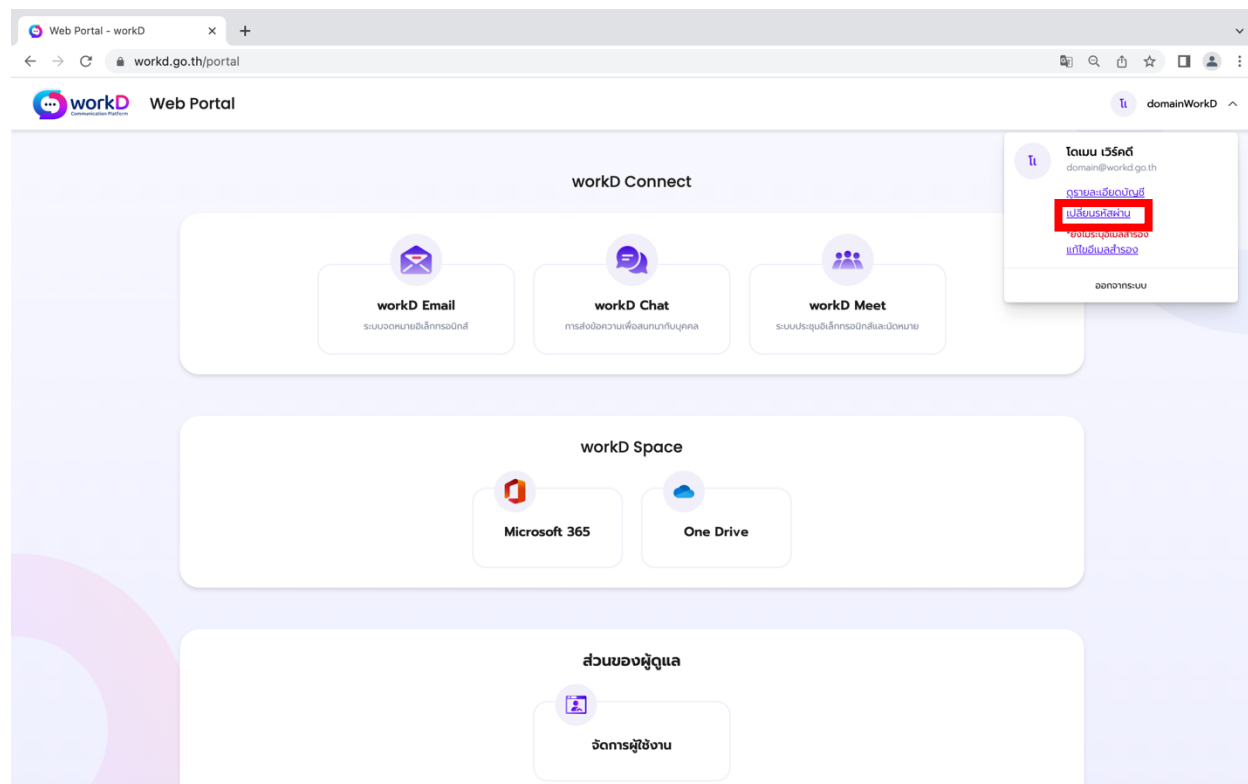 Web Portal - workD
workd.go.th/portal
workD
Communication Platform
Web Portal
โเ
domainWorkD
โเ
โดเมน เวิร์คดี
domain@workd.go.th
ดูรายละเอียดบัญชี
เปลี่ยนรหัสผ่าน
*ยังไม่ระบุอีเมลสำรอง
แก้ไขอีเมลสำรอง
ออกจากระบบ
workD Connect
workD Email
ระบบจดหมายอิเล็กทรอนิกส์
workD Chat
การส่งข้อความเพื่อสนทนากับบุคคล
workD Meet
ระบบประชุมอิเล็กทรอนิกส์และนัดหมาย
workD Space
Microsoft 365
One Drive
ส่วนของผู้ดูแล
จัดการผู้ใช้งาน